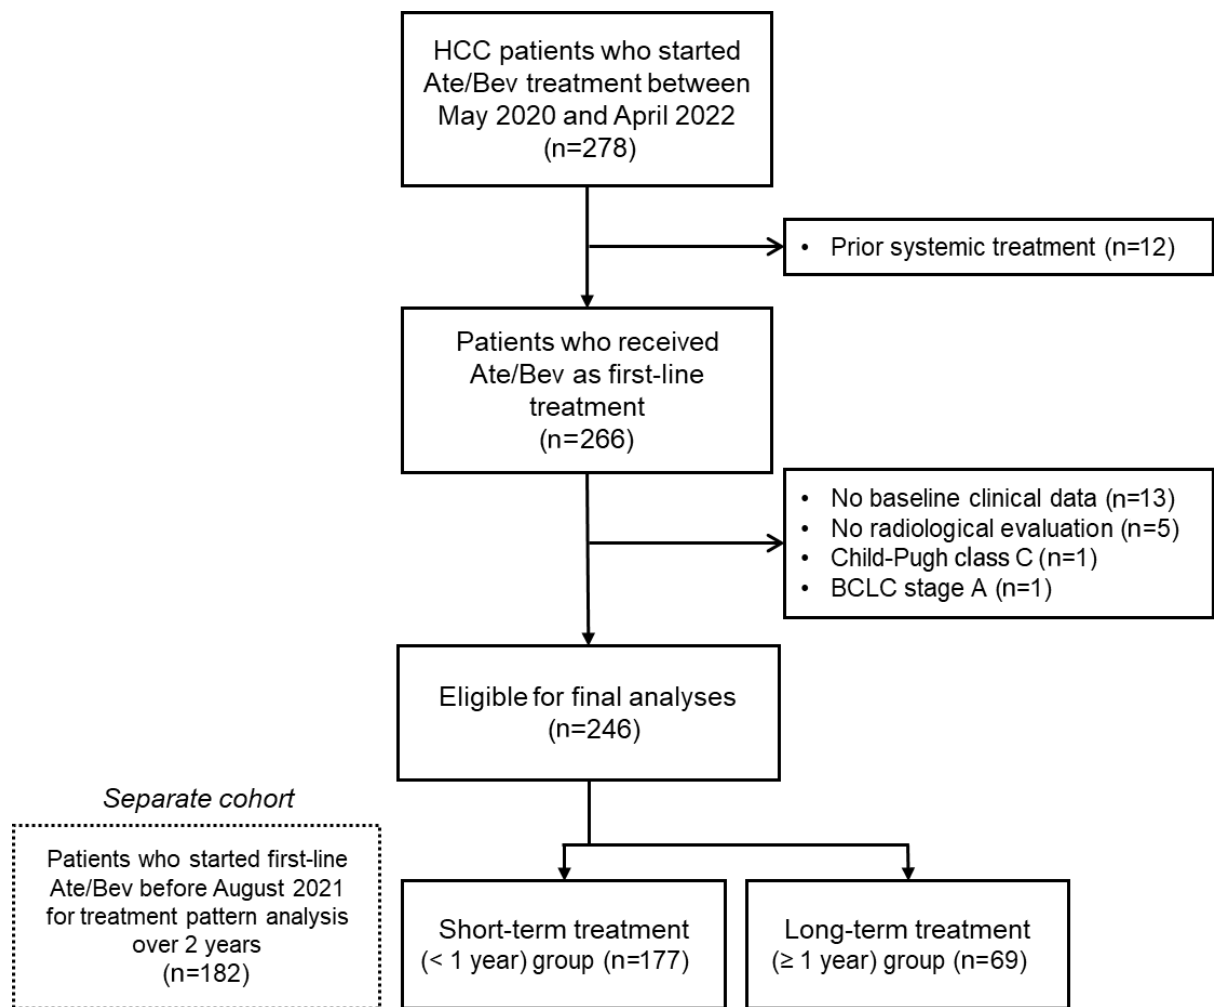 HCC patients who started
Ate/Bev treatment between
May 2020 and April 2022
(n=278)
• Prior systemic treatment (n=12)
Patients who received
Ate/Bev as first-line
treatment
(n=266)
• No baseline clinical data (n=13)
• No radiological evaluation (n=5)
• Child-Pugh class C (n=1)
• BCLC stage A (n=1)
Eligible for final analyses
(n=246)
Separate cohort
Patients who started first-line
Ate/Bev before August 2021
for treatment pattern analysis
over 2 years
(n=182)
Short-term treatment
(< 1 year) group (n=177)
Long-term treatment
(≥ 1 year) group (n=69)